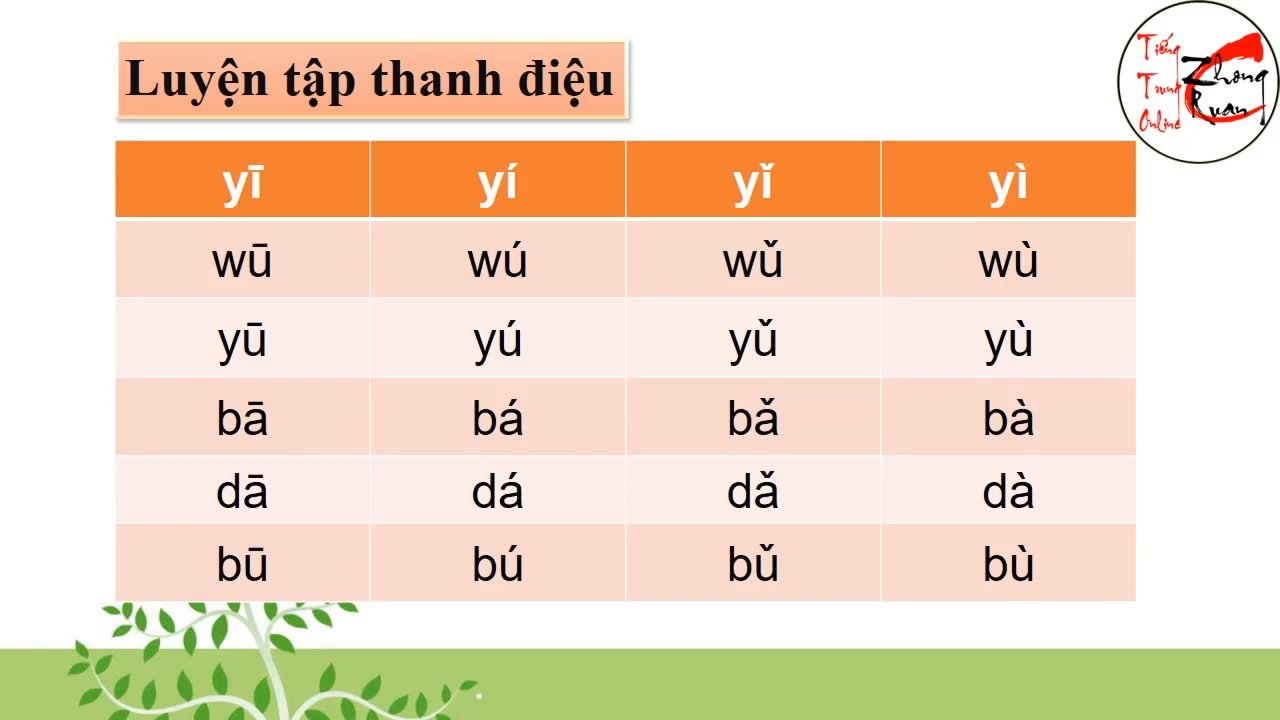 Luyện tập thanh điệu
Tiếng
Trung
Online
Zhong
Ruan
yī yí yǐ yì
wū wú wǔ wù
yū yú yǔ yù
bā bá bǎ bà
dā dá dǎ dà
bū bú bǔ bù